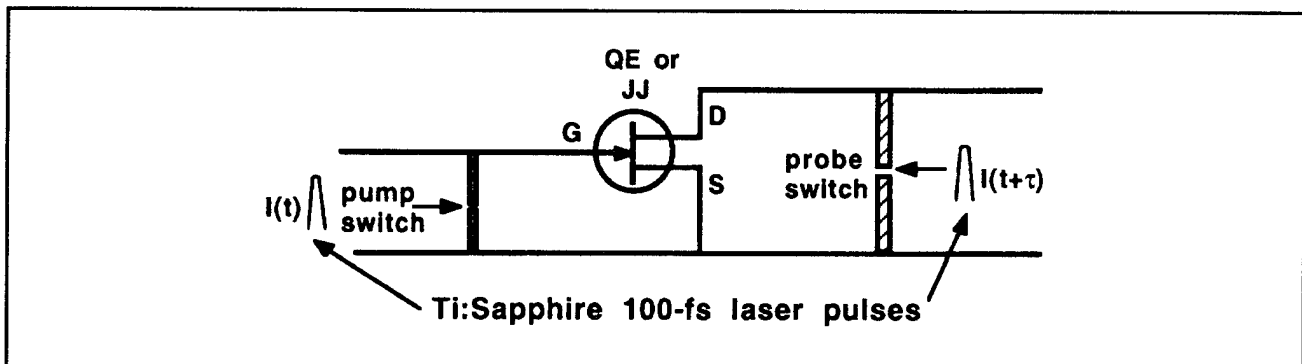 QE or
JJ
G
D
S
I(t)
pump
switch
probe
switch
I(t+τ)
Ti:Sapphire 100-fs laser pulses